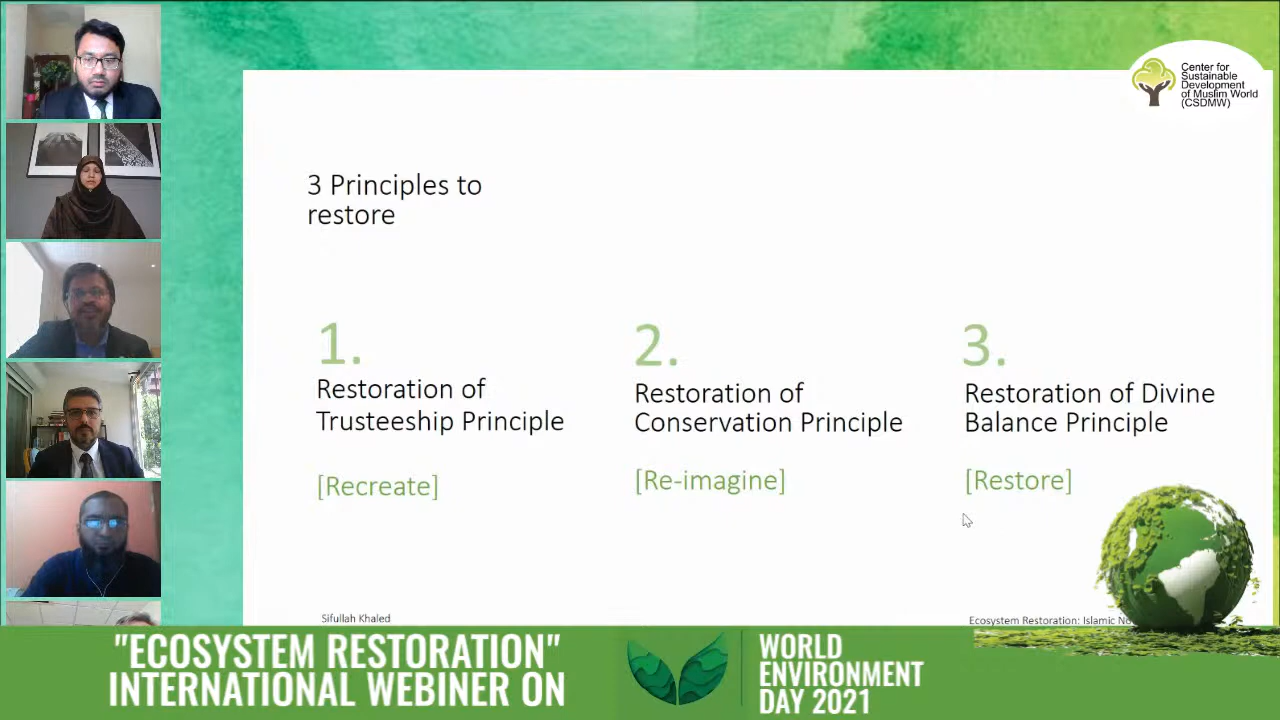 Center for
Sustainable
Development
of Muslim World
(CSDMW)
3 Principles to
restore
1.
Restoration of
Trusteeship Principle
[Recreate]
2.
Restoration of
Conservation Principle
[Re-imagine]
3.
Restoration of Divine
Balance Principle
[Restore]
Sifullah Khaled
Ecosystem Restoration: Islamic
"ECOSYSTEM RESTORATION"
INTERNATIONAL WEBINER ON
WORLD
ENVIRONMENT
DAY 2021